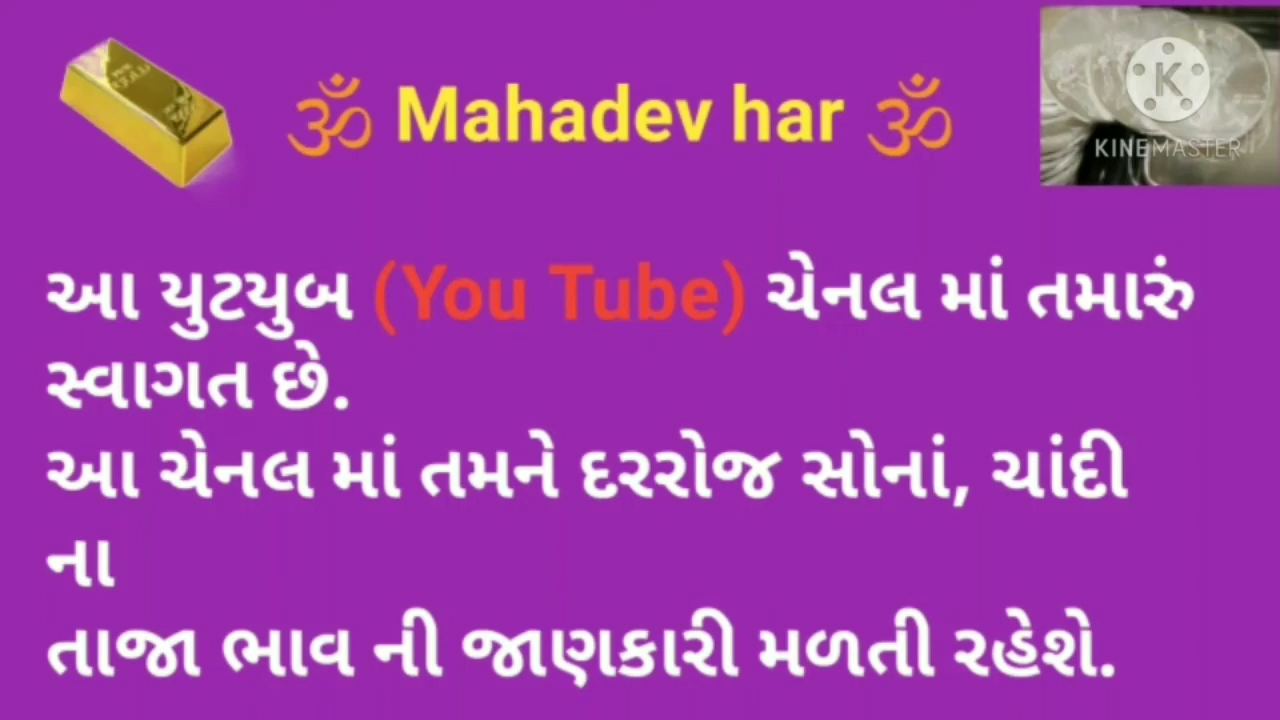 ૐ Mahadev har ૐ
KINEMASTER
આ યુટયુબ (You Tube) ચેનલ માં તમારું
સ્વાગત છે.
આ ચેનલ માં તમને દરરોજ સોનાં, ચાંદી
ના
તાજા ભાવ ની જાણકારી મળતી રહેશે.